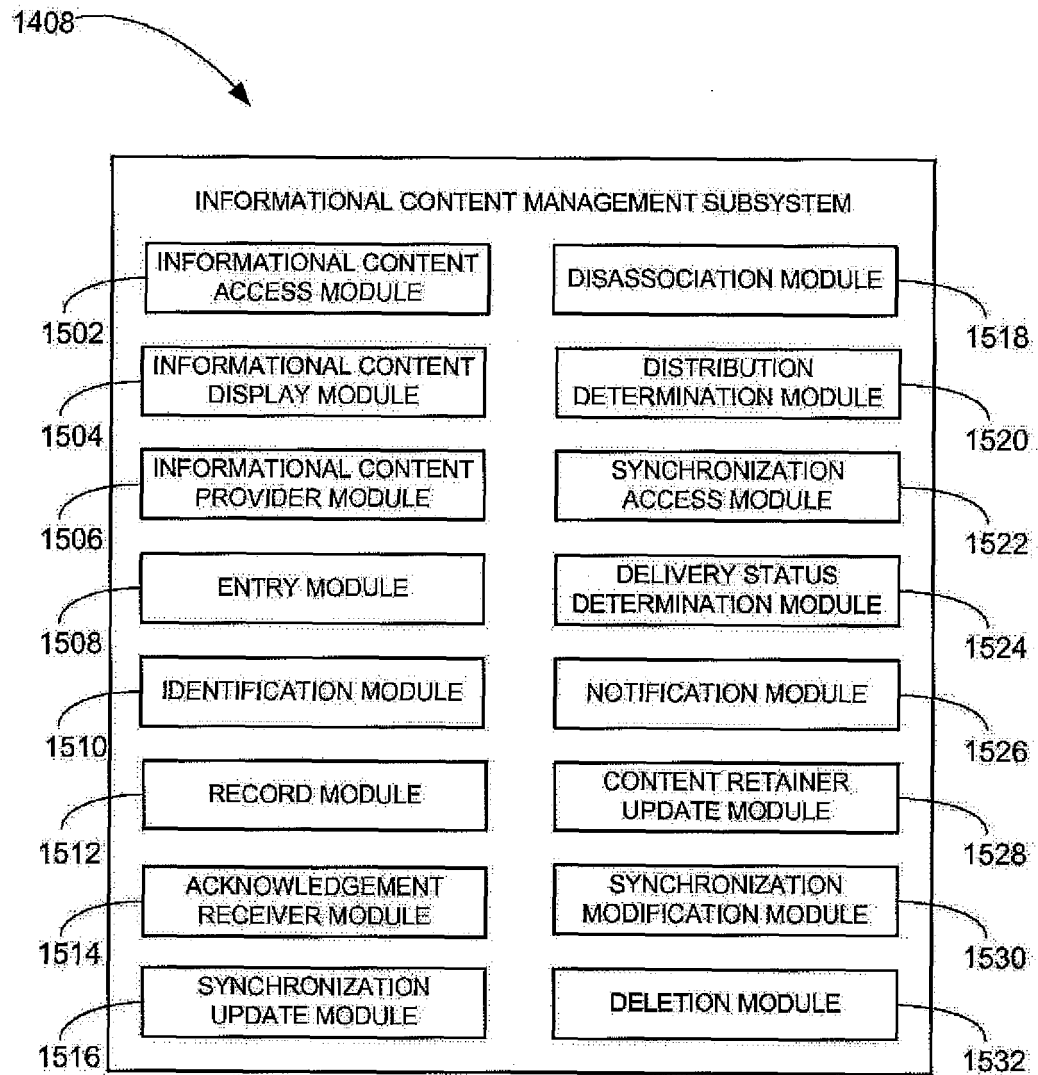 1408
INFORMATIONAL CONTENT MANAGEMENT SUBSYSTEM
INFORMATIONAL CONTENT
ACCESS MODULE
1502
INFORMATIONAL CONTENT
DISPLAY MODULE
1504
INFORMATIONAL CONTENT
PROVIDER MODULE
1506
ENTRY MODULE
1508
IDENTIFICATION MODULE
1510
RECORD MODULE
1512
ACKNOWLEDGEMENT
RECEIVER MODULE
1514
SYNCHRONIZATION
UPDATE MODULE
1516
DISASSOCIATION MODULE
1518
DISTRIBUTION
DETERMINATION MODULE
1520
SYNCHRONIZATION
ACCESS MODULE
1522
DELIVERY STATUS
DETERMINATION MODULE
1524
NOTIFICATION MODULE
1526
CONTENT RETAINER
UPDATE MODULE
1528
SYNCHRONIZATION
MODIFICATION MODULE
1530
DELETION MODULE
1532